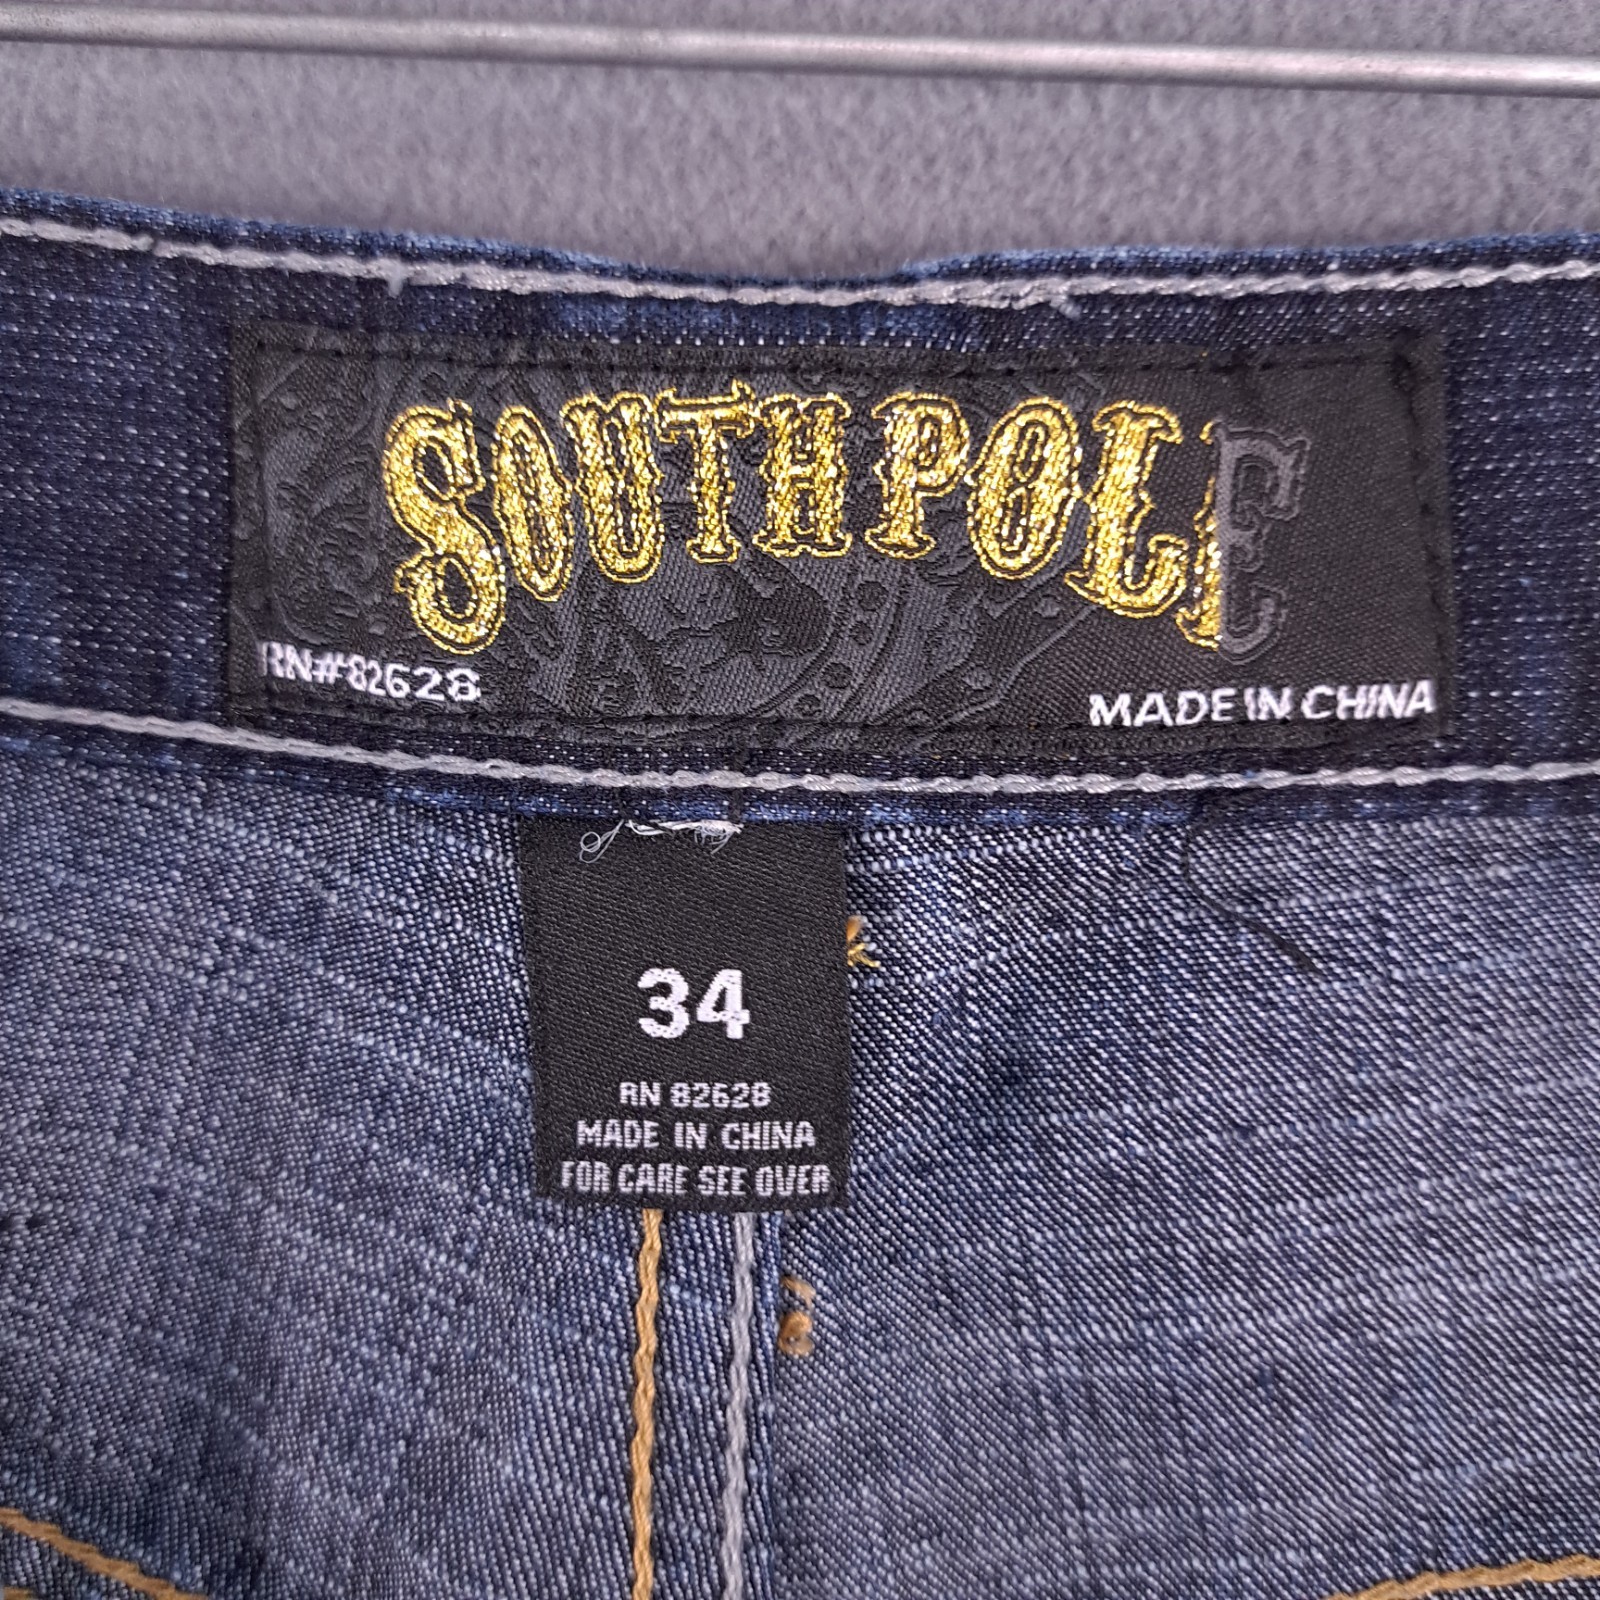 SOUTHPOLE
RN#82628
MADE IN CHINA
34
RN 82628
MADE IN CHINA
FOR CARE SEE OVER